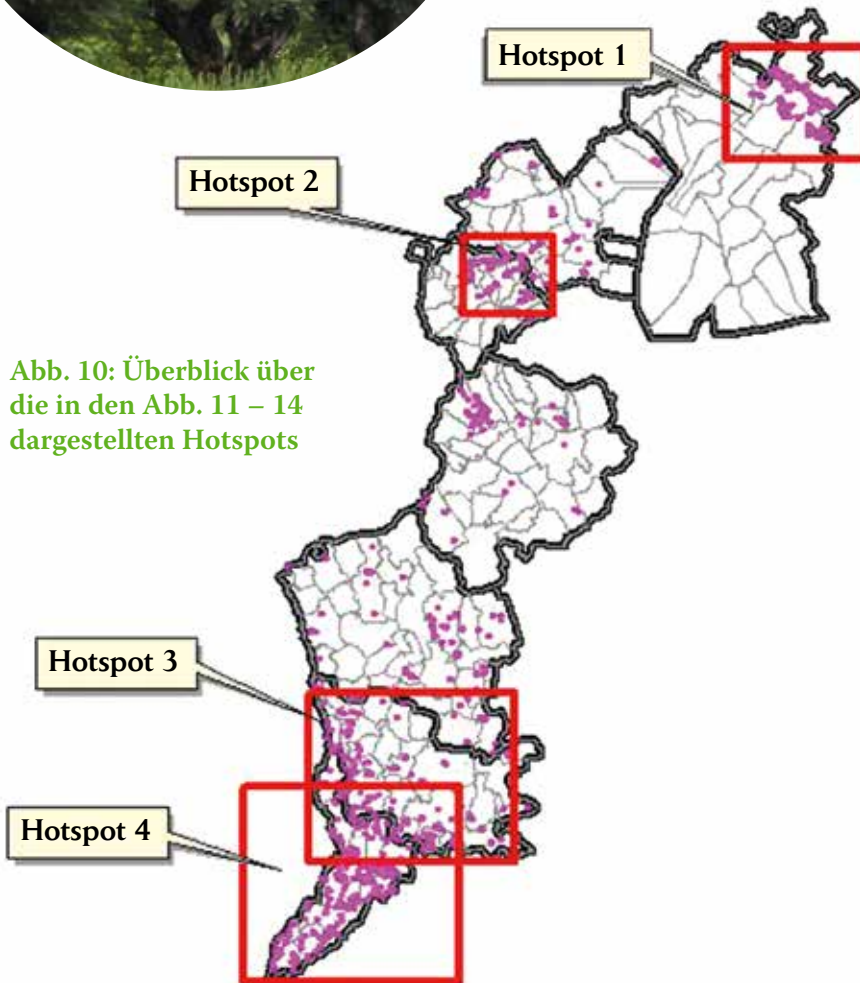 Hotspot 1
Hotspot 2
Abb. 10: Überblick über
die in den Abb. 11 – 14
dargestellten Hotspots
Hotspot 3
Hotspot 4